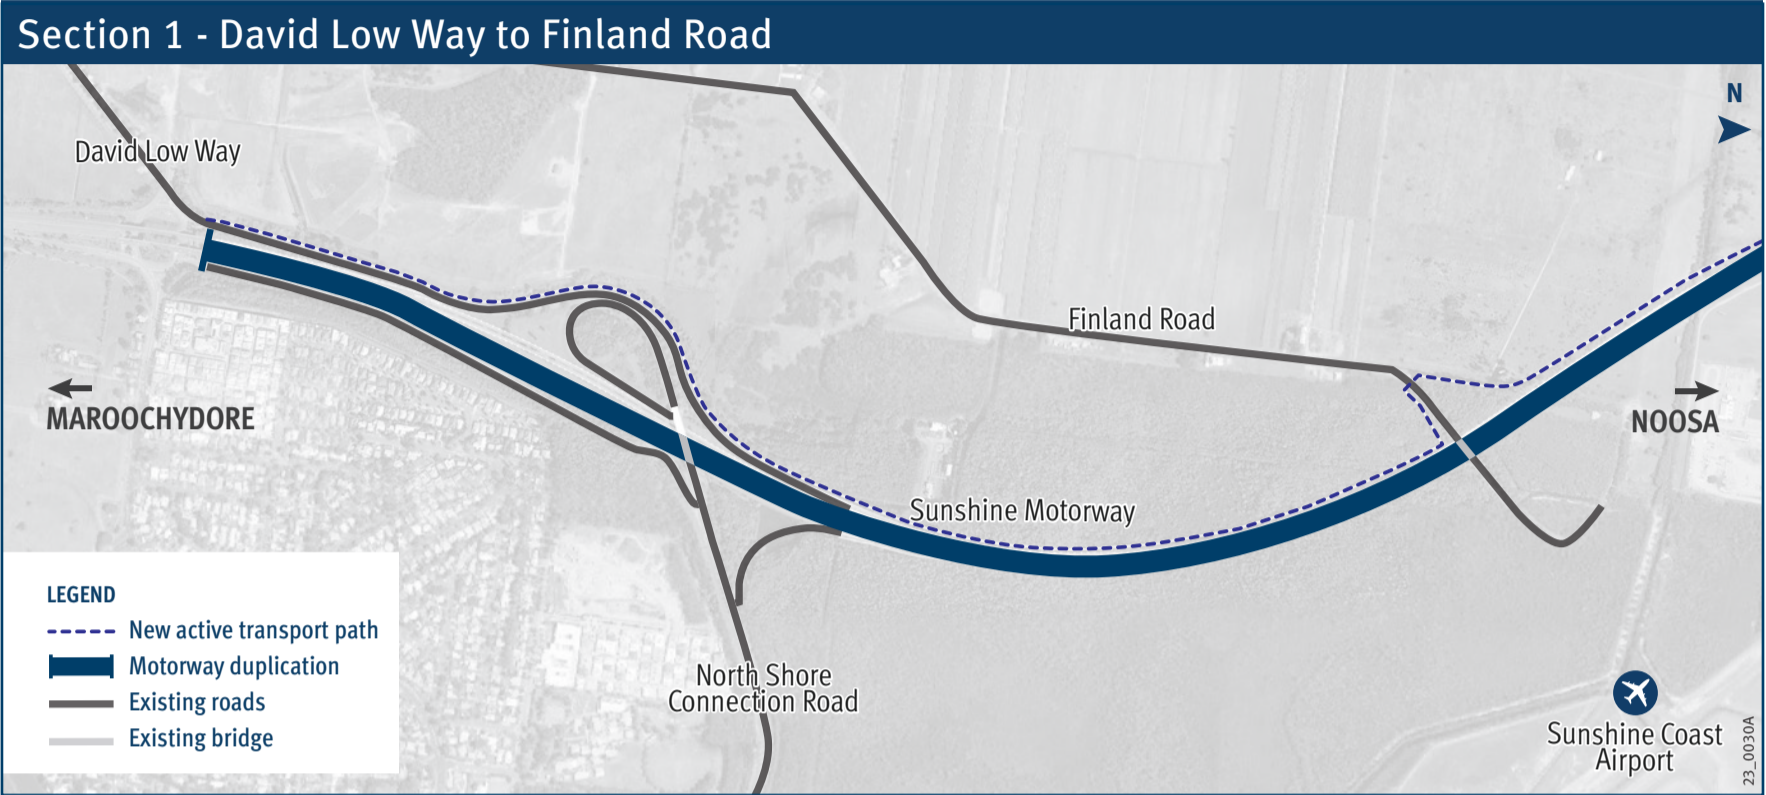 Section 1 - David Low Way to Finland Road
N
David Low Way
Finland Road
MAROOCHYDORE
NOOSA
Sunshine Motorway
LEGEND
New active transport path
Motorway duplication
Existing roads
Existing bridge
North Shore
Connection Road
Sunshine Coast
Airport
23_0030A